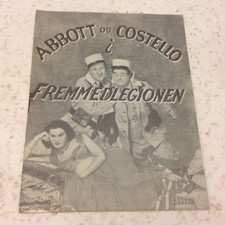 ABBOTT OG COSTELLO
i
FREMMEDLEGIONEN